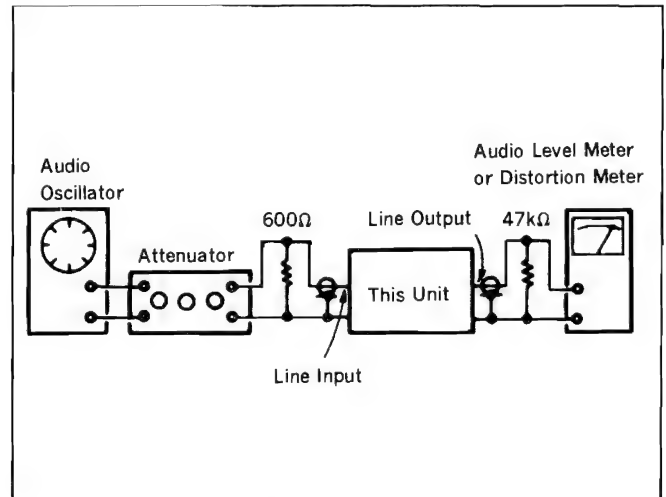 Audio
Oscillator
Attenuator
600Ω
Line Input
This Unit
Line Output
47kΩ
Audio Level Meter
or Distortion Meter